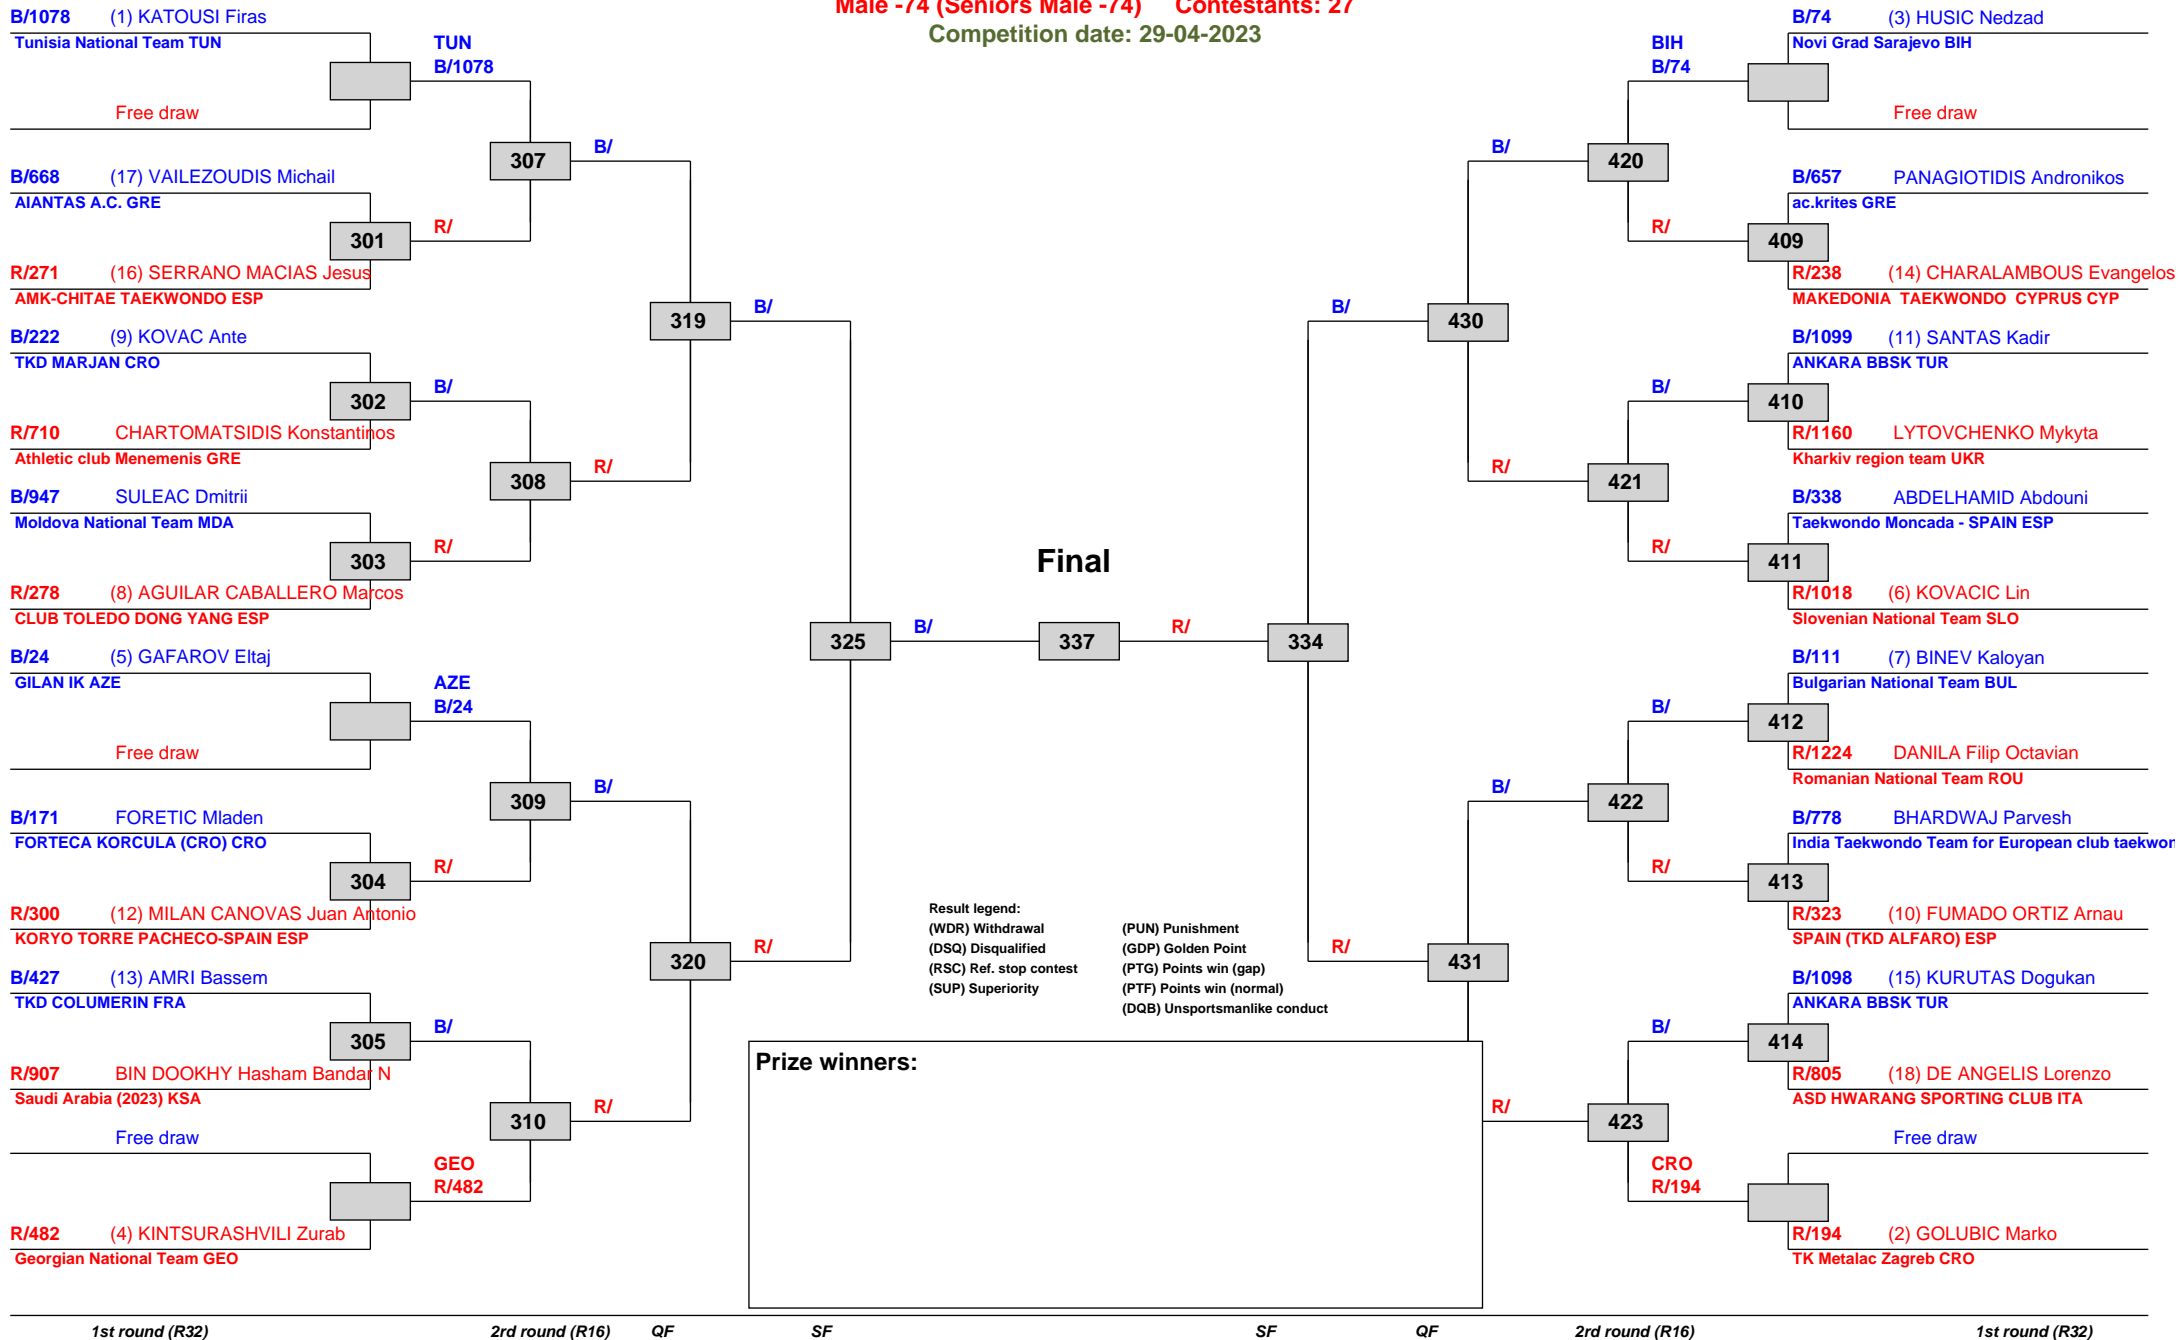 Male -74 (Seniors Male -74) Contestants: 27
Competition date: 29-04-2023
B/1078 (1) KATOUSI Firas
Tunisia National Team TUN
Free draw
TUN
B/1078
B/668 (17) VAILEZOUDIS Michail
AIANTAS A.C. GRE
301
R/271 (16) SERRANO MACIAS Jesus
AMK-CHITAE TAEKWONDO ESP
R/
307
B/
B/222 (9) KOVAC Ante
TKD MARJAN CRO
302
B/
R/710 CHARTOMATSIDIS Konstantinos
Athletic club Menemenis GRE
308
R/
B/947 SULEAC Dmitrii
Moldova National Team MDA
303
R/
R/278 (8) AGUILAR CABALLERO Marcos
CLUB TOLEDO DONG YANG ESP
319
B/
B/24 (5) GAFAROV Eltaj
GILAN IK AZE
Free draw
AZE
B/24
309
B/
B/171 FORETIC Mladen
FORTECA KORCULA (CRO) CRO
304
R/
R/300 (12) MILAN CANOVAS Juan Antonio
KORYO TORRE PACHECO-SPAIN ESP
320
R/
B/427 (13) AMRI Bassem
TKD COLUMERIN FRA
305
B/
R/907 BIN DOOKHY Hasham Bandar N
Saudi Arabia (2023) KSA
310
R/
Free draw
GEO
R/482
R/482 (4) KINTSURASHVILI Zurab
Georgian National Team GEO
325
B/
Final
337
R/
334
B/74 (3) HUSIC Nedzad
Novi Grad Sarajevo BIH
Free draw
BIH
B/74
420
B/
B/657 PANAGIOTIDIS Andronikos
ac.krites GRE
409
R/
R/238 (14) CHARALAMBOUS Evangelos
MAKEDONIA TAEKWONDO CYPRUS CYP
430
B/
B/1099 (11) SANTAS Kadir
ANKARA BBSK TUR
410
B/
R/1160 LYTOVCHENKO Mykyta
Kharkiv region team UKR
421
R/
B/338 ABDELHAMID Abdouni
Taekwondo Moncada - SPAIN ESP
411
R/
R/1018 (6) KOVACIC Lin
Slovenian National Team SLO
B/111 (7) BINEV Kaloyan
Bulgarian National Team BUL
412
B/
R/1224 DANILA Filip Octavian
Romanian National Team ROU
422
B/
B/778 BHARDWAJ Parvesh
India Taekwondo Team for European club taekwon
413
R/
R/323 (10) FUMADO ORTIZ Arnau
SPAIN (TKD ALFARO) ESP
431
R/
B/1098 (15) KURUTAS Dogukan
ANKARA BBSK TUR
414
B/
R/805 (18) DE ANGELIS Lorenzo
ASD HWARANG SPORTING CLUB ITA
423
R/
Free draw
CRO
R/194
R/194 (2) GOLUBIC Marko
TK Metalac Zagreb CRO
Result legend:
(WDR) Withdrawal
(DSQ) Disqualified
(RSC) Ref. stop contest
(SUP) Superiority
(PUN) Punishment
(GDP) Golden Point
(PTG) Points win (gap)
(PTF) Points win (normal)
(DQB) Unsportsmanlike conduct
Prize winners:
1st round (R32) 2rd round (R16) QF SF SF QF 2rd round (R16) 1st round (R32)